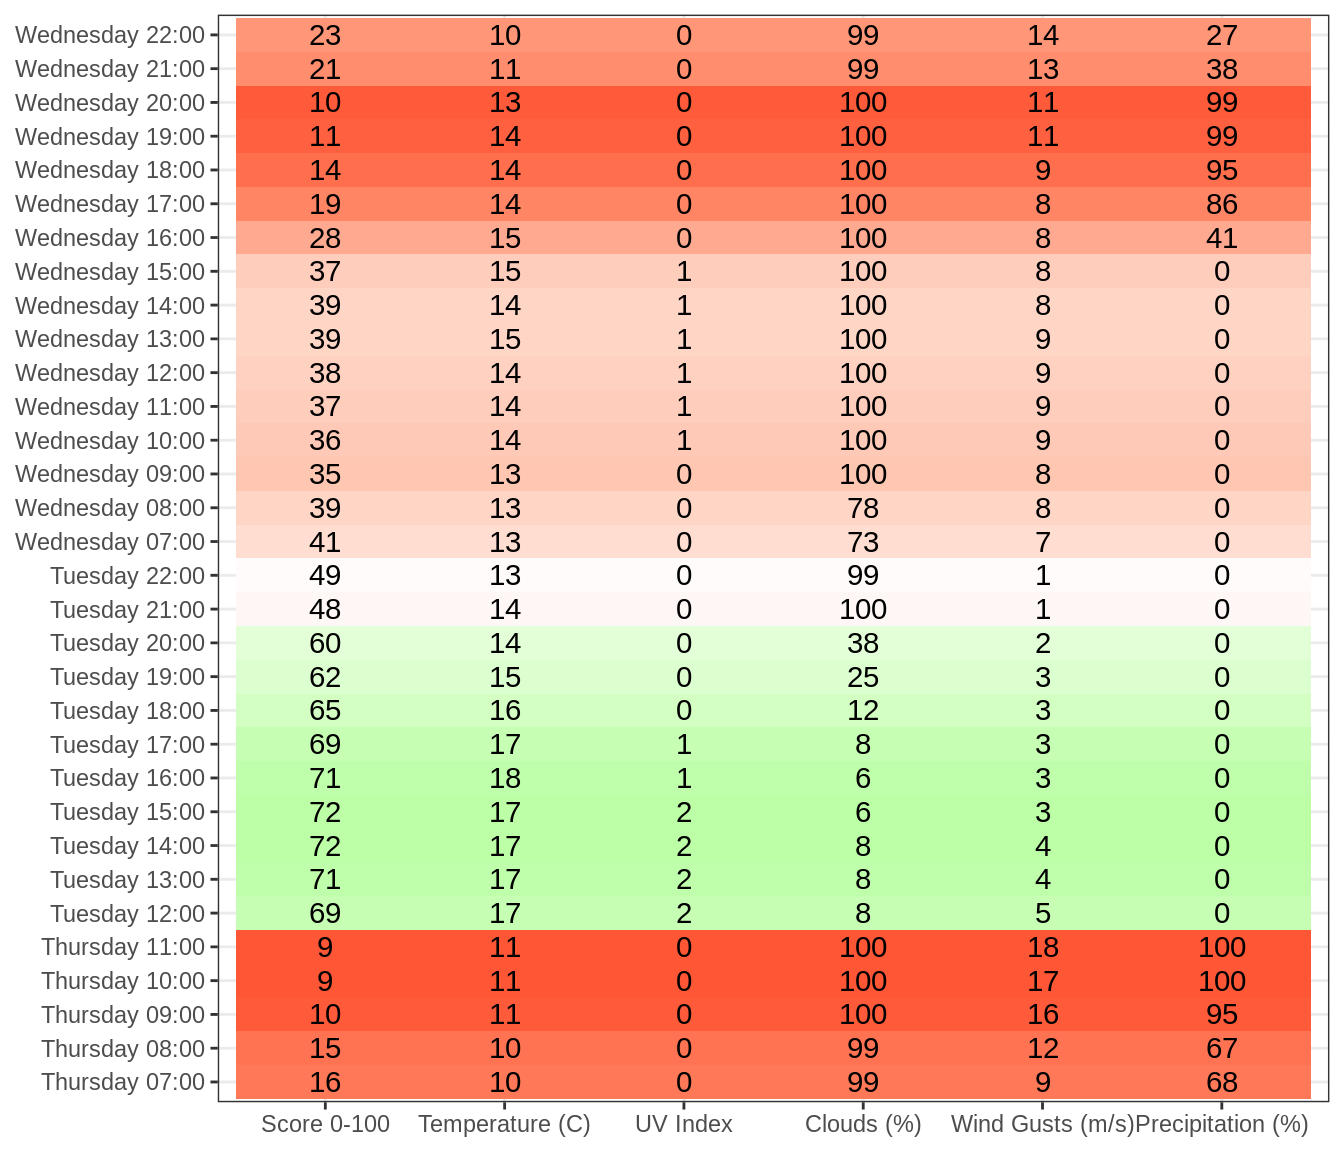 Wednesday 22:00 23 10 0 99 14 27
Wednesday 21:00 21 11 0 99 13 38
Wednesday 20:00 10 13 0 100 11 99
Wednesday 19:00 11 14 0 100 11 99
Wednesday 18:00 14 14 0 100 9 95
Wednesday 17:00 19 14 0 100 8 86
Wednesday 16:00 28 15 0 100 8 41
Wednesday 15:00 37 15 1 100 8 0
Wednesday 14:00 39 14 1 100 8 0
Wednesday 13:00 39 15 1 100 9 0
Wednesday 12:00 38 14 1 100 9 0
Wednesday 11:00 37 14 1 100 9 0
Wednesday 10:00 36 14 1 100 9 0
Wednesday 09:00 35 13 0 100 8 0
Wednesday 08:00 39 13 0 78 8 0
Wednesday 07:00 41 13 0 73 7 0
Tuesday 22:00 49 13 0 99 1 0
Tuesday 21:00 48 14 0 100 1 0
Tuesday 20:00 60 14 0 38 2 0
Tuesday 19:00 62 15 0 25 3 0
Tuesday 18:00 65 16 0 12 3 0
Tuesday 17:00 69 17 1 8 3 0
Tuesday 16:00 71 18 1 6 3 0
Tuesday 15:00 72 17 2 6 3 0
Tuesday 14:00 72 17 2 8 4 0
Tuesday 13:00 71 17 2 8 4 0
Tuesday 12:00 69 17 2 8 5 0
Thursday 11:00 9 11 0 100 18 100
Thursday 10:00 9 11 0 100 17 100
Thursday 09:00 10 11 0 100 16 95
Thursday 08:00 15 10 0 99 12 67
Thursday 07:00 16 10 0 99 9 68
Score 0-100 Temperature (C) UV Index Clouds (%) Wind Gusts (m/s) Precipitation (%)